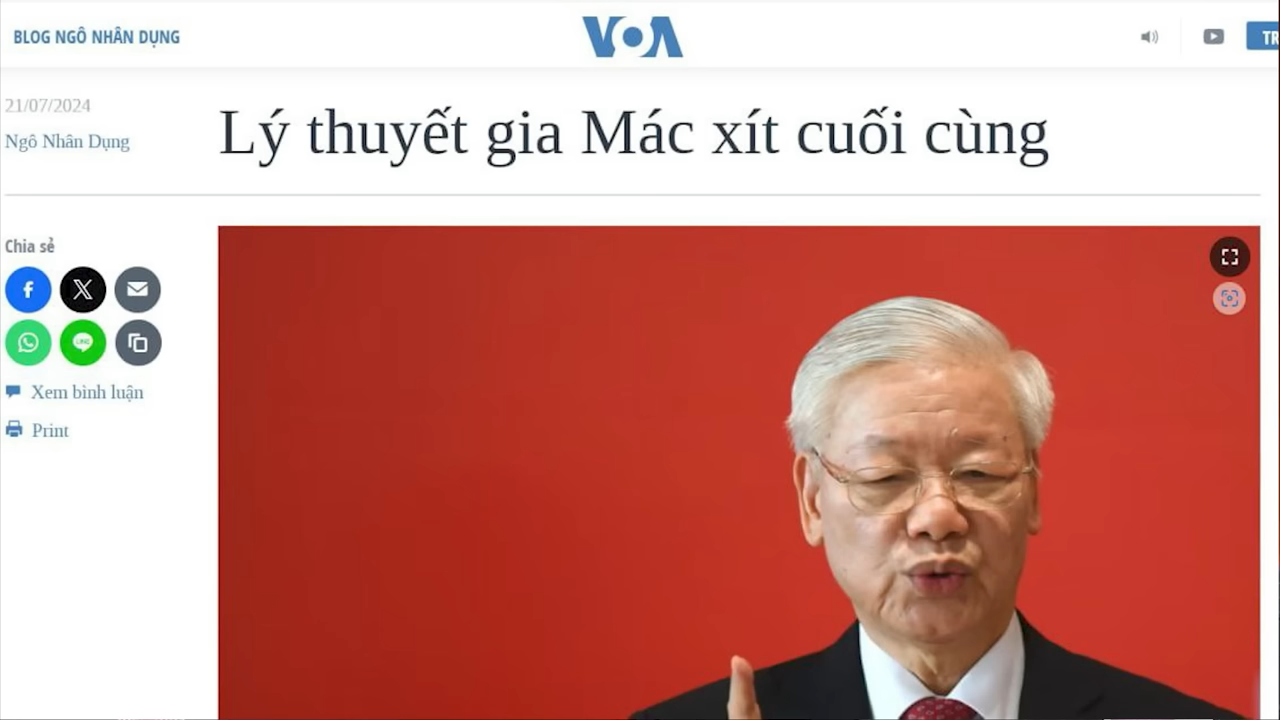 BLOG NGÔ NHÂN DỤNG
VOA
TR
21/07/2024
Ngô Nhân Dụng
Lý thuyết gia Mác xít cuối cùng
Chia sẻ
Xem bình luận
Print